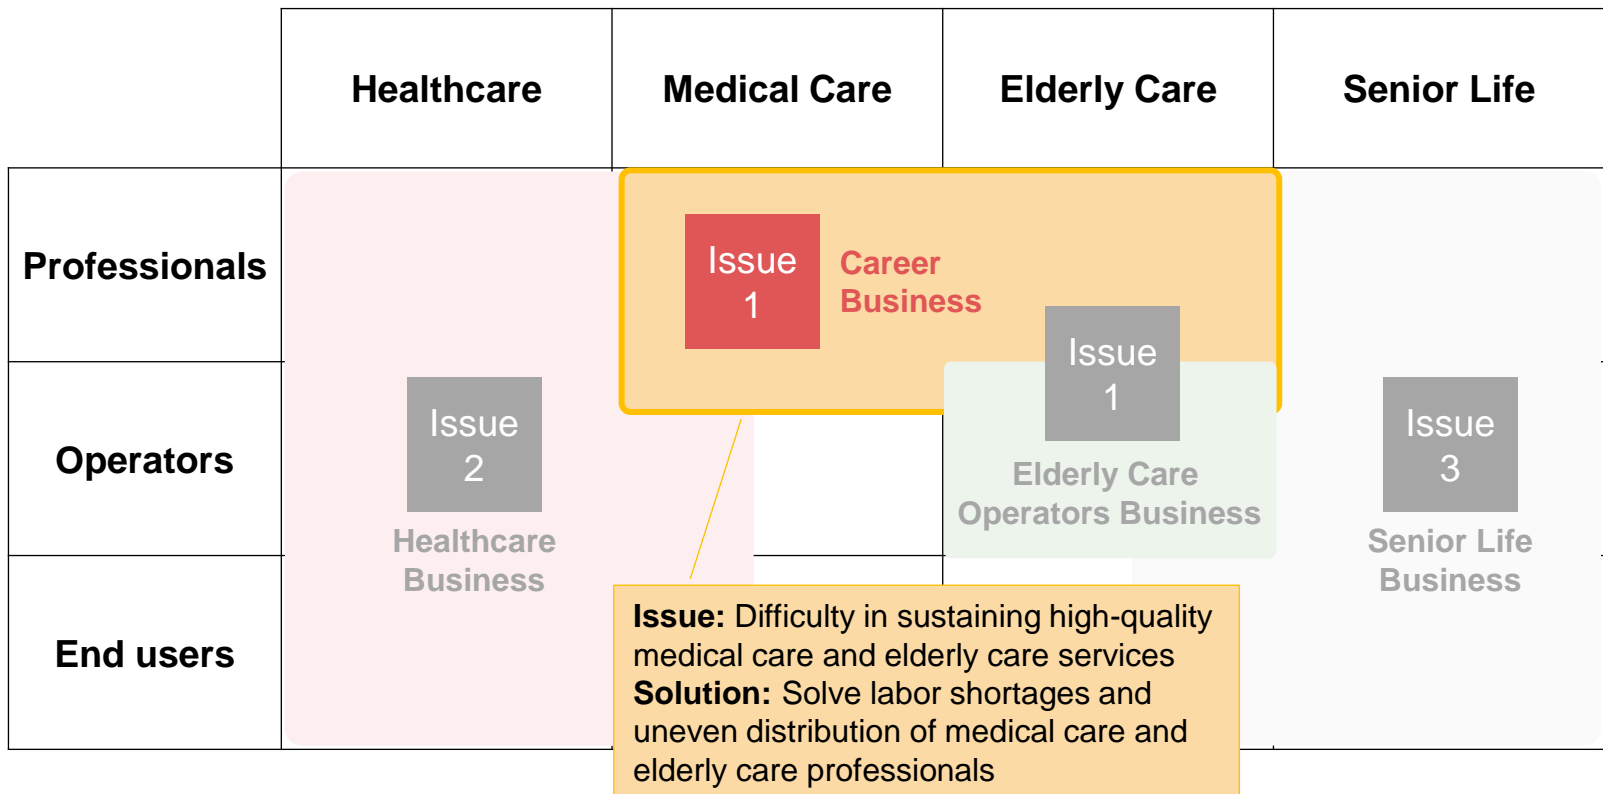 Healthcare
Medical Care
Elderly Care
Senior Life
Professionals
Issue
1
Career
Business
Issue
1
Operators
Issue
2
Healthcare
Business
Elderly Care
Operators Business
Issue
3
Senior Life
Business
End users
Issue: Difficulty in sustaining high-quality
medical care and elderly care services
Solution: Solve labor shortages and
uneven distribution of medical care and
elderly care professionals